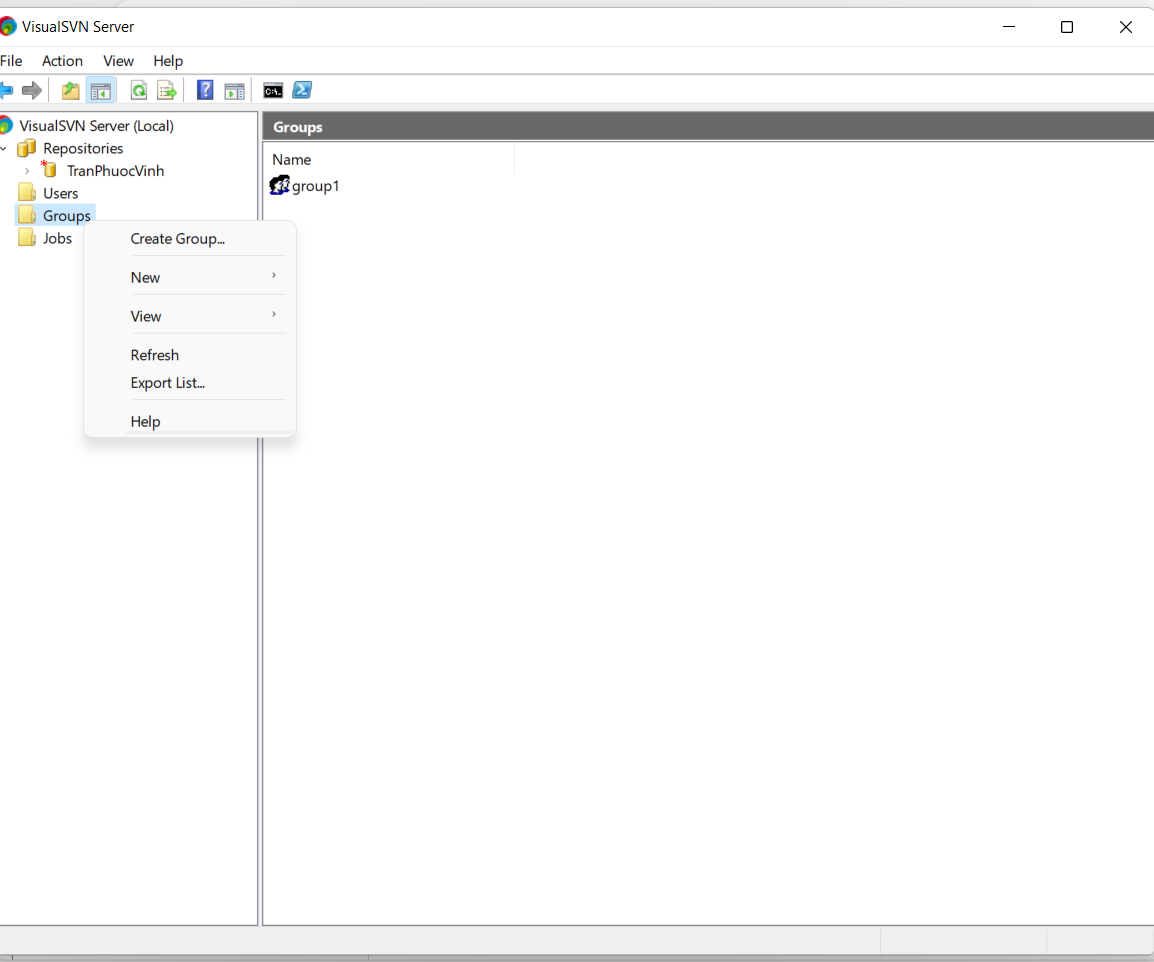 VisualSVN Server
File Action View Help
VisualSVN Server (Local)
Repositories
TranPhuocVinh
Users
Groups
Jobs
Create Group...
New
View
Refresh
Export List...
Help
Groups
Name
group1